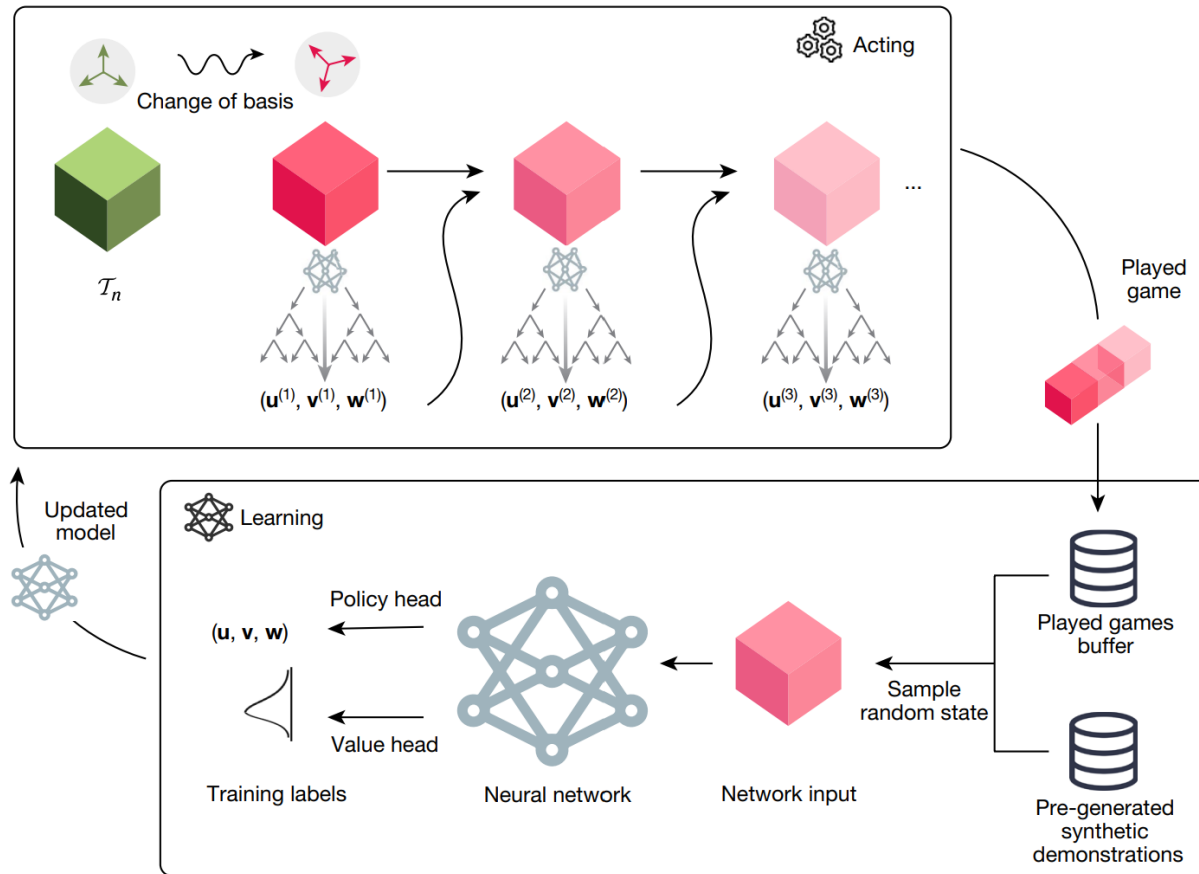 Acting
Change of basis
𝒯ₙ
...
(u⁽¹⁾, v⁽¹⁾, w⁽¹⁾)
(u⁽²⁾, v⁽²⁾, w⁽²⁾)
(u⁽³⁾, v⁽³⁾, w⁽³⁾)
Played
game
Updated
model
Learning
Policy head
(u, v, w)
Value head
Training labels
Neural network
Network input
Sample
random state
Played games
buffer
Pre-generated
synthetic
demonstrations